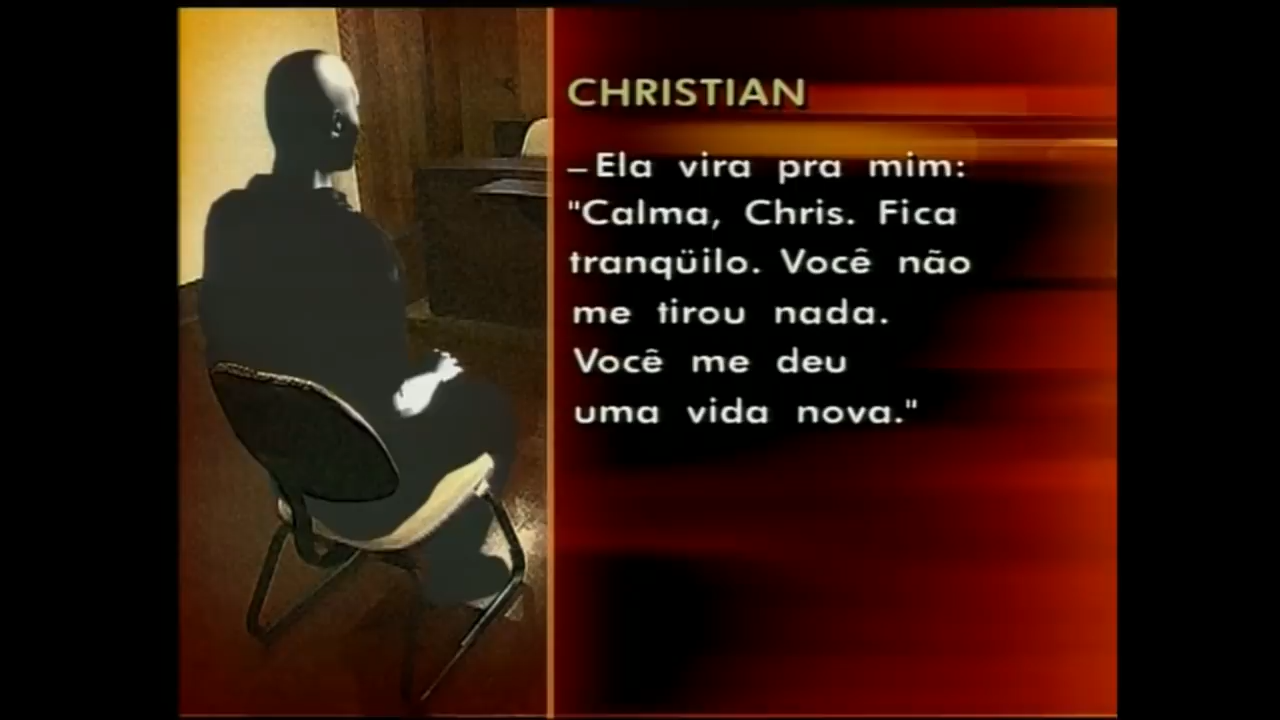 CHRISTIAN
–Ela vira pra mim:
"Calma, Chris. Fica
tranqüilo. Você não
me tirou nada.
Você me deu
uma vida nova."